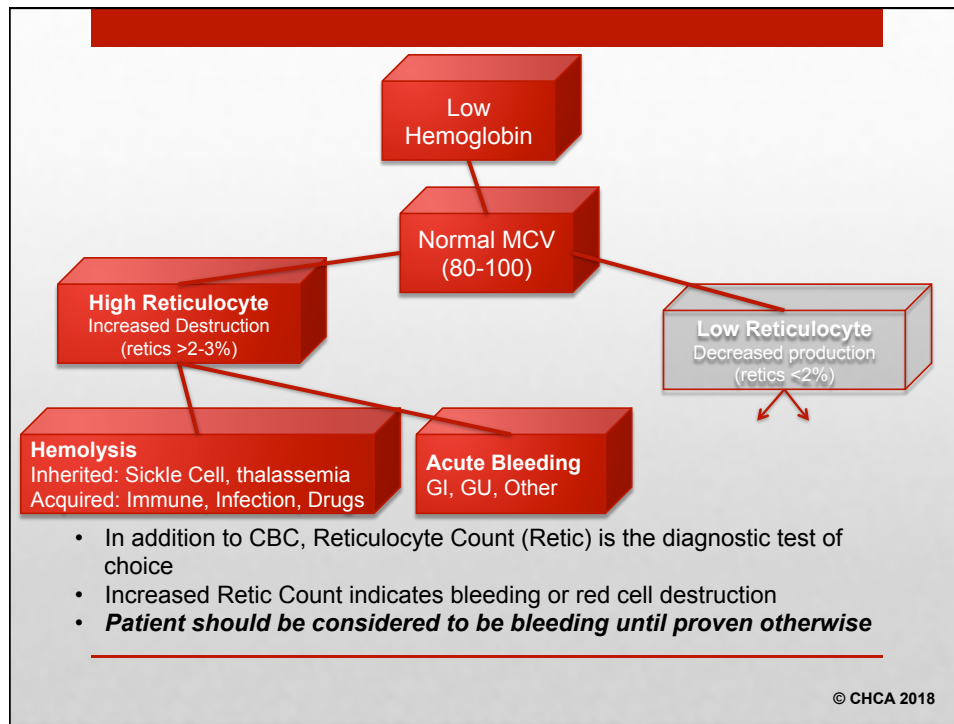 Low
Hemoglobin
Normal MCV
(80-100)
High Reticulocyte
Increased Destruction
(retics >2-3%)
Low Reticulocyte
Decreased production
(retics <2%)
Hemolysis
Inherited: Sickle Cell, thalassemia
Acquired: Immune, Infection, Drugs
Acute Bleeding
GI, GU, Other
• In addition to CBC, Reticulocyte Count (Retic) is the diagnostic test of
choice
• Increased Retic Count indicates bleeding or red cell destruction
• Patient should be considered to be bleeding until proven otherwise
© CHCA 2018